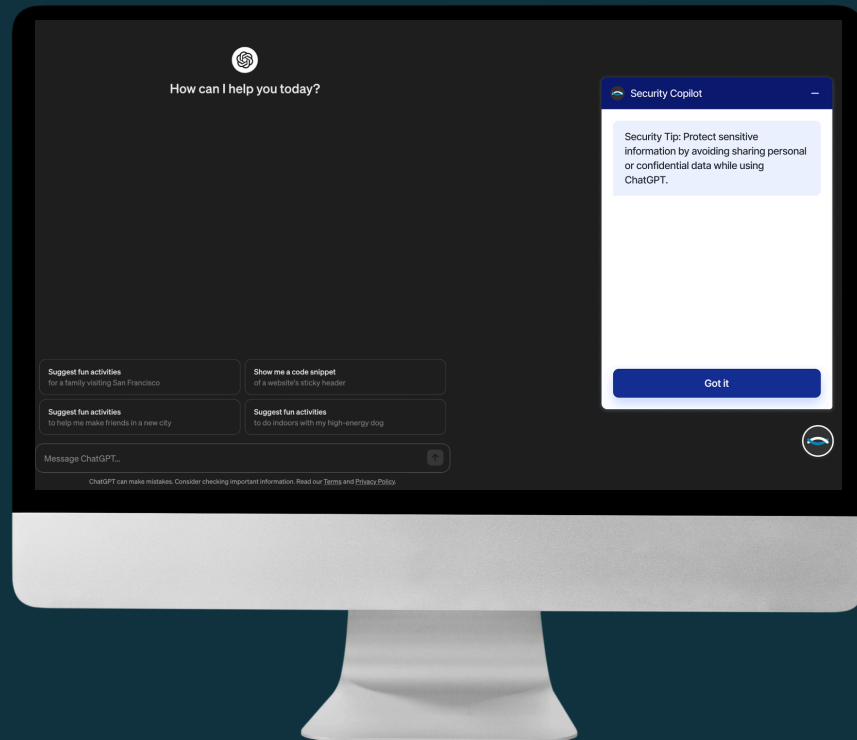 How can I help you today?
Security Copilot
Security Tip: Protect sensitive
information by avoiding sharing personal
or confidential data while using
ChatGPT.
Got it
Suggest fun activities
for a family visiting San Francisco
Show me a code snippet
of a website's sticky header
Suggest fun activities
to help me make friends in a new city
Suggest fun activities
to do indoors with my high-energy dog
Message ChatGPT...
ChatGPT can make mistakes. Consider checking important information. Read our Terms and Privacy Policy.